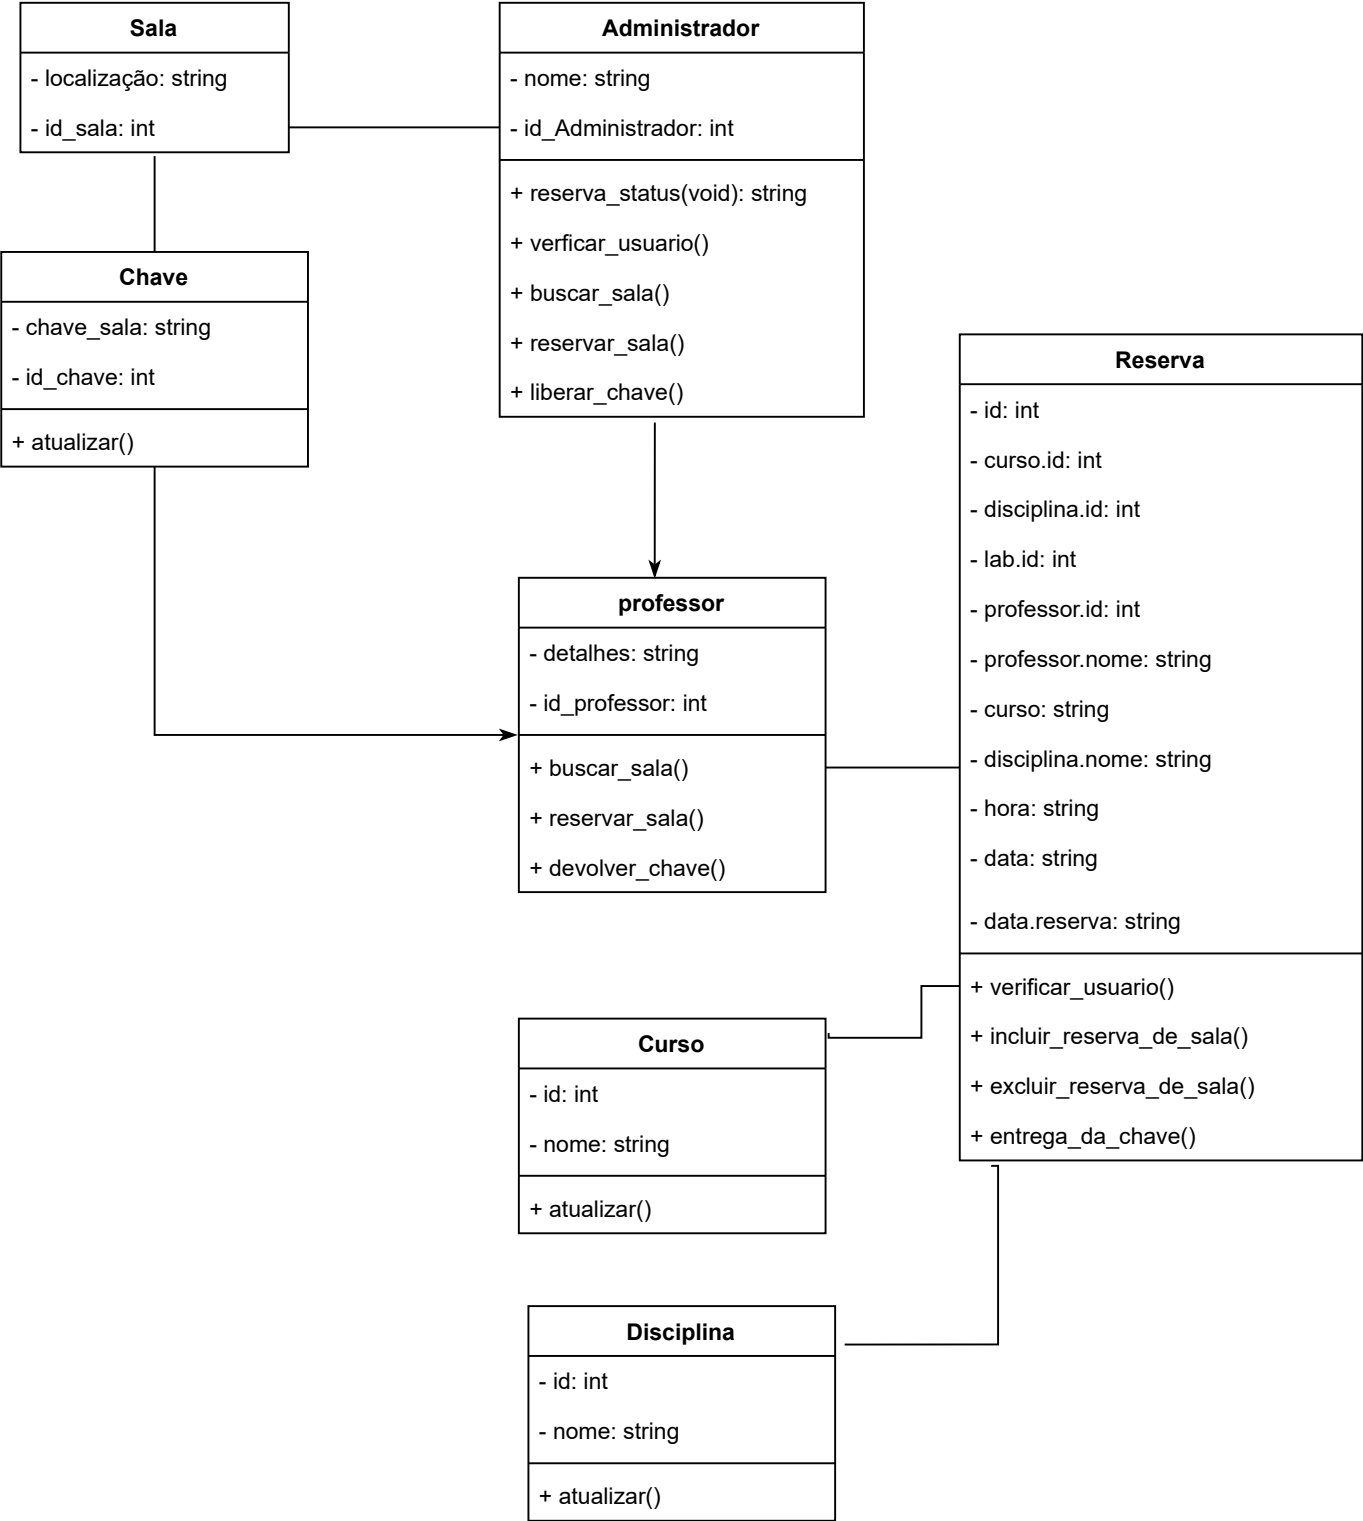 Sala
- localização: string
- id_sala: int
Administrador
- nome: string
- id_Administrador: int
+ reserva_status(void): string
+ verficar_usuario()
+ buscar_sala()
+ reservar_sala()
+ liberar_chave()
Chave
- chave_sala: string
- id_chave: int
+ atualizar()
Reserva
- id: int
- curso.id: int
- disciplina.id: int
- lab.id: int
- professor.id: int
- professor.nome: string
- curso: string
- disciplina.nome: string
- hora: string
- data: string
- data.reserva: string
+ verificar_usuario()
+ incluir_reserva_de_sala()
+ excluir_reserva_de_sala()
+ entrega_da_chave()
professor
- detalhes: string
- id_professor: int
+ buscar_sala()
+ reservar_sala()
+ devolver_chave()
Curso
- id: int
- nome: string
+ atualizar()
Disciplina
- id: int
- nome: string
+ atualizar()